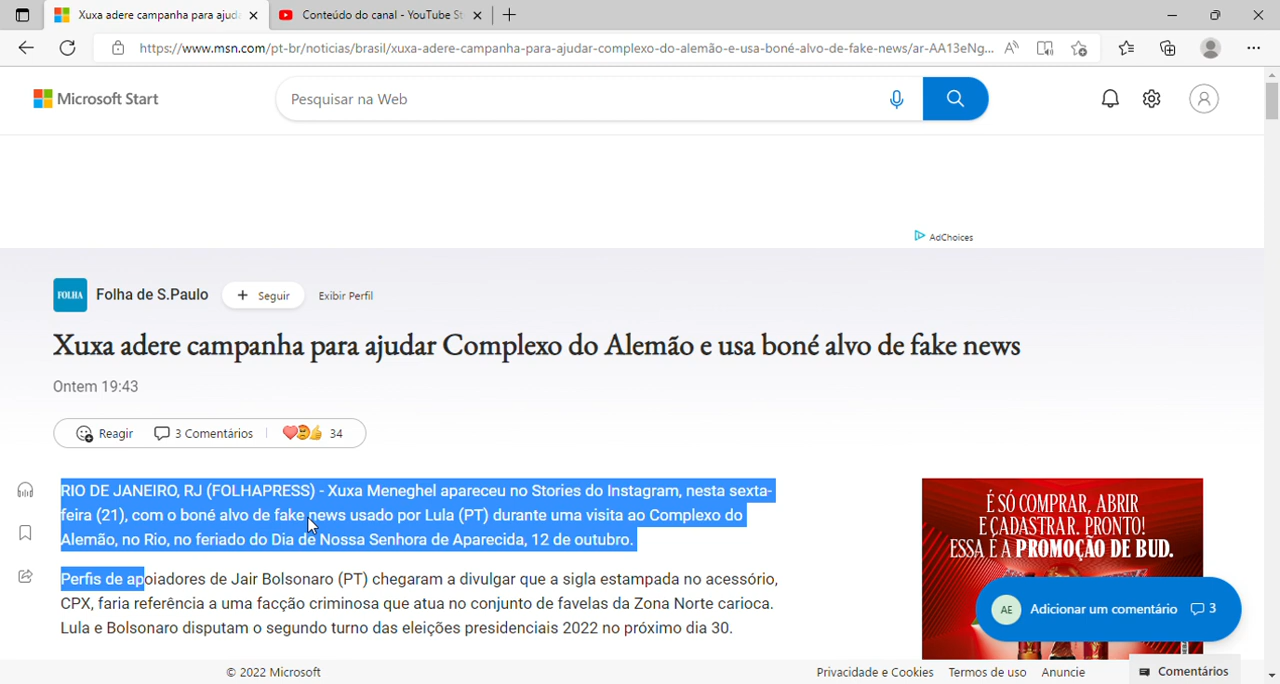 Xuxa adere campanha para ajuda
Conteúdo do canal - YouTube St
https://www.msn.com/pt-br/noticias/brasil/xuxa-adere-campanha-para-ajudar-complexo-do-alemão-e-usa-boné-alvo-de-fake-news/ar-AA13eNg...
Microsoft Start
Pesquisar na Web
AdChoices
FOLHA
Folha de S.Paulo
+ Seguir
Exibir Perfil
Xuxa adere campanha para ajudar Complexo do Alemão e usa boné alvo de fake news
Ontem 19:43
Reagir
3 Comentários
34
RIO DE JANEIRO, RJ (FOLHAPRESS) - Xuxa Meneghel apareceu no Stories do Instagram, nesta sexta-
feira (21), com o boné alvo de fake news usado por Lula (PT) durante uma visita ao Complexo do
Alemão, no Rio, no feriado do Dia de Nossa Senhora de Aparecida, 12 de outubro.
Perfis de apoiadores de Jair Bolsonaro (PT) chegaram a divulgar que a sigla estampada no acessório,
CPX, faria referência a uma facção criminosa que atua no conjunto de favelas da Zona Norte carioca.
Lula e Bolsonaro disputam o segundo turno das eleições presidenciais 2022 no próximo dia 30.
É SÓ COMPRAR, ABRIR
E CADASTRAR. PRONTO!
ESSA É A PROMOÇÃO DE BUD.
AE
Adicionar um comentário
3
© 2022 Microsoft
Privacidade e Cookies
Termos de uso
Anuncie
Comentários